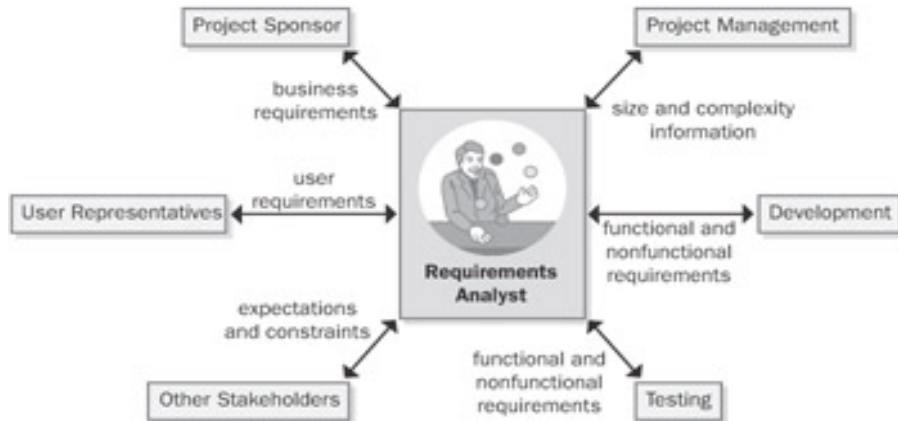 Project Sponsor
Project Management
business
requirements
size and complexity
information
User Representatives
user
requirements
Development
functional and
nonfunctional
requirements
Requirements
Analyst
expectations
and constraints
functional and
nonfunctional
requirements
Other Stakeholders
Testing